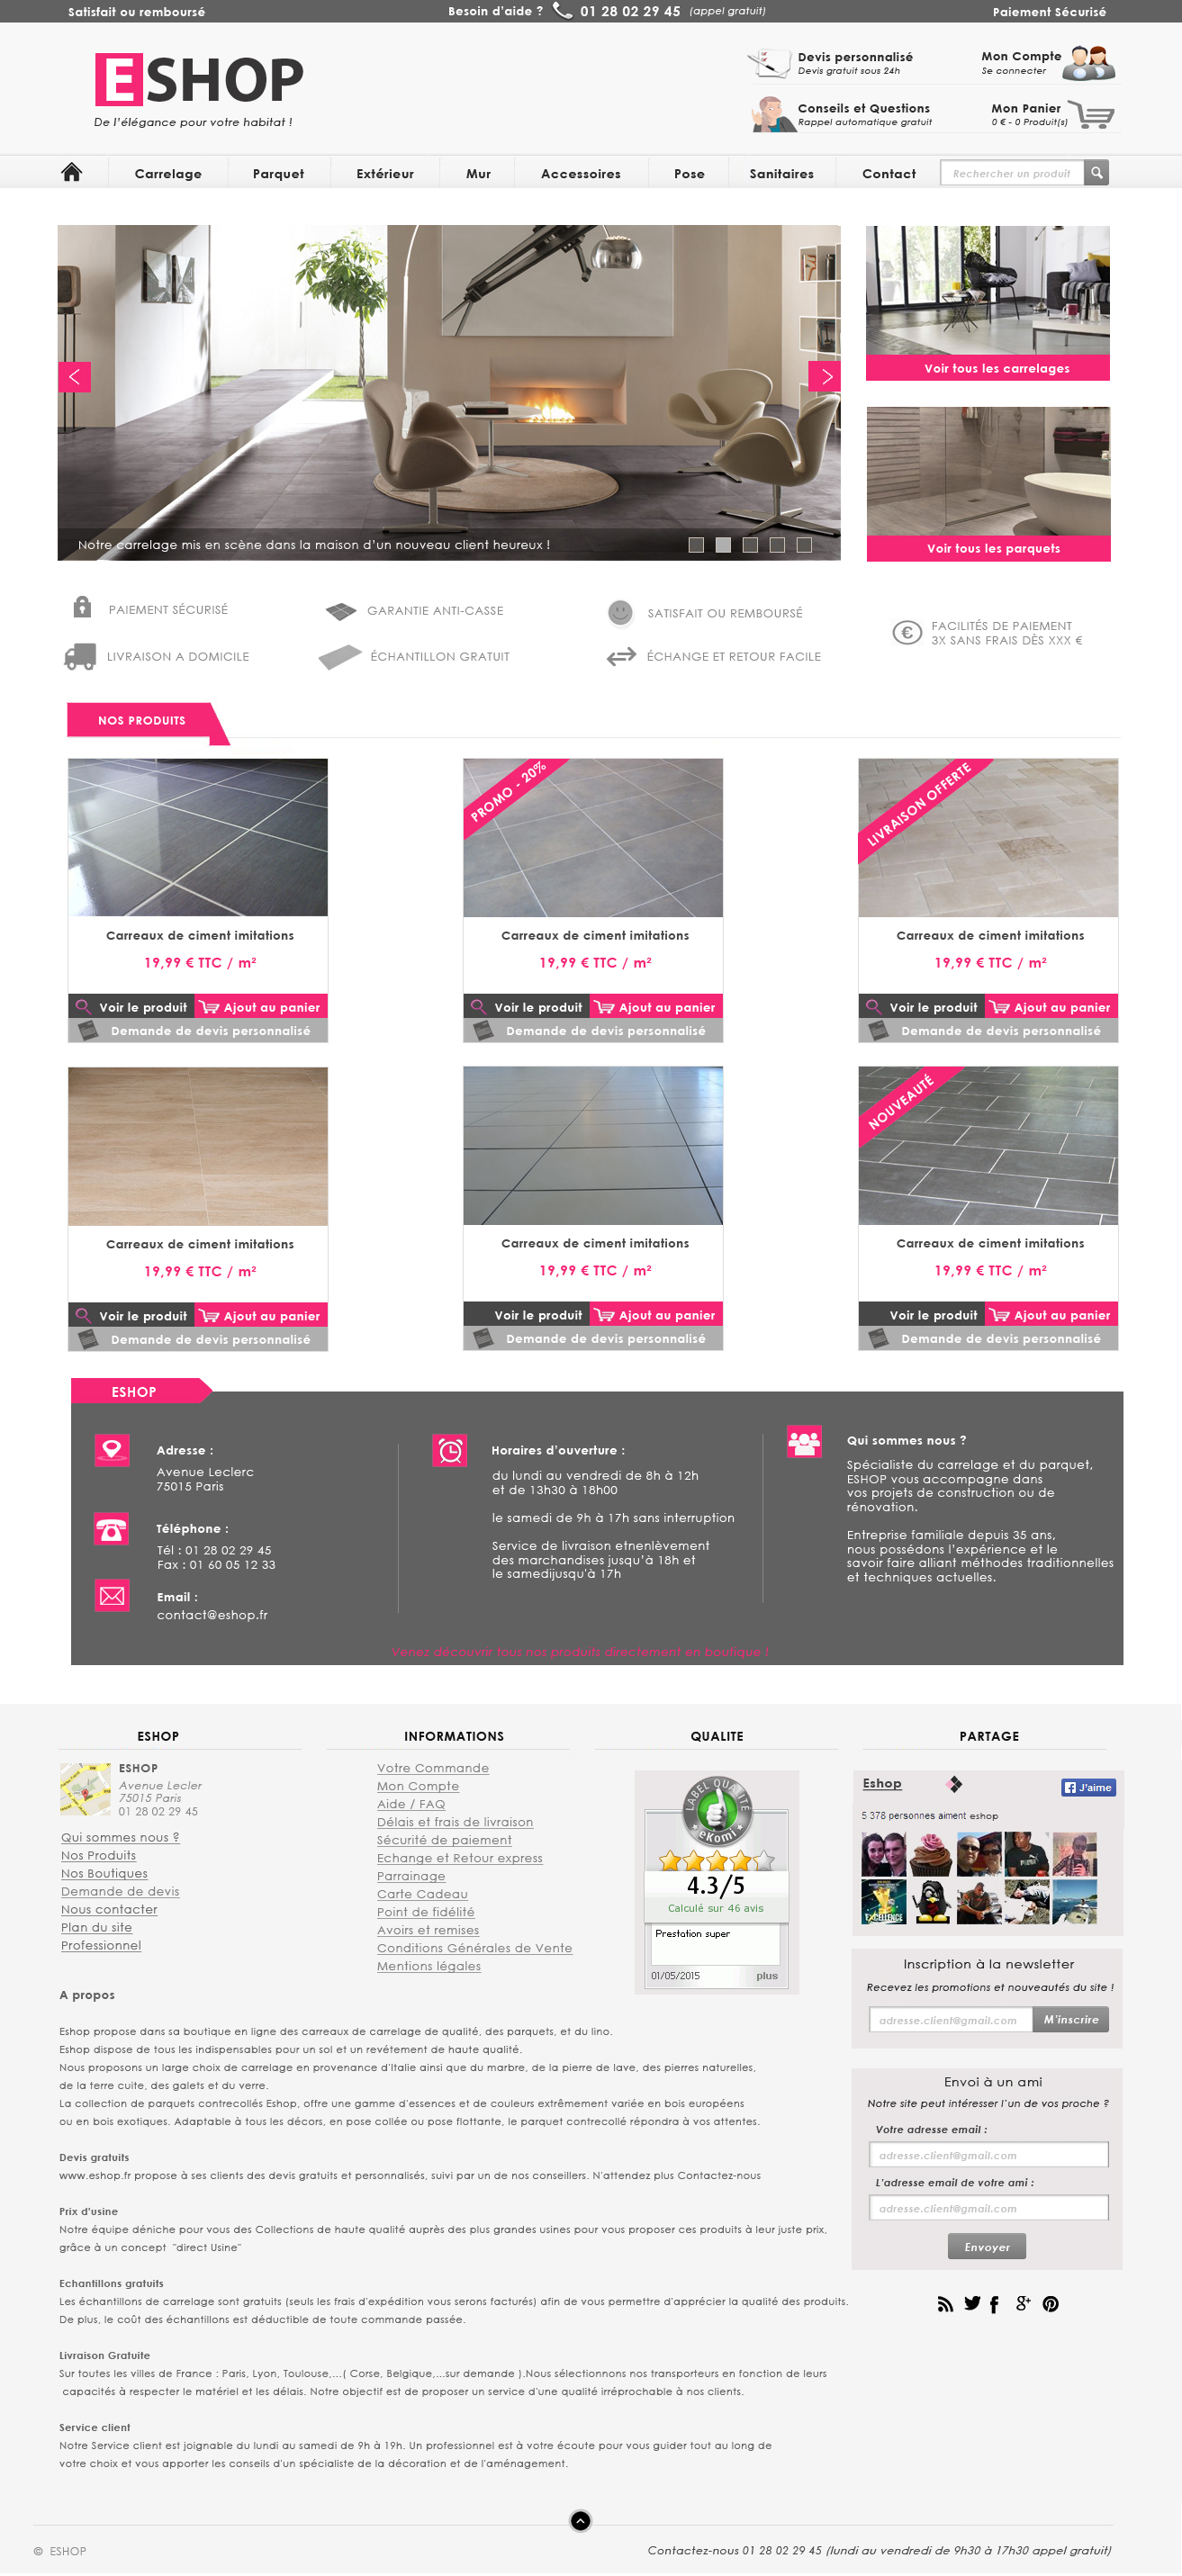 Satisfait ou remboursé
Besoin d'aide ? 01 28 02 29 45 (appel gratuit)
Paiement Sécurisé
ESHOP
De l'élégance pour votre habitat !
Devis personnalisé
Devis gratuit sous 24h
Mon Compte
Se connecter
Conseils et Questions
Rappel automatique gratuit
Mon Panier
0 € - 0 Produit(s)
Carrelage Parquet Extérieur Mur Accessoires Pose Sanitaires Contact
Rechercher un produit
Notre carrelage mis en scène dans la maison d'un nouveau client heureux !
Voir tous les carrelages
Voir tous les parquets
PAIEMENT SÉCURISÉ
GARANTIE ANTI-CASSE
SATISFAIT OU REMBOURSÉ
FACILITÉS DE PAIEMENT
3X SANS FRAIS DÈS XXX €
LIVRAISON A DOMICILE
ÉCHANTILLON GRATUIT
ÉCHANGE ET RETOUR FACILE
NOS PRODUITS
Carreaux de ciment imitations
19,99 € TTC / m²
Voir le produit
Ajout au panier
Demande de devis personnalisé
PROMO - 20%
Carreaux de ciment imitations
19,99 € TTC / m²
Voir le produit
Ajout au panier
Demande de devis personnalisé
LIVRAISON OFFERTE
Carreaux de ciment imitations
19,99 € TTC / m²
Voir le produit
Ajout au panier
Demande de devis personnalisé
Carreaux de ciment imitations
19,99 € TTC / m²
Voir le produit
Ajout au panier
Demande de devis personnalisé
Carreaux de ciment imitations
19,99 € TTC / m²
Voir le produit
Ajout au panier
Demande de devis personnalisé
NOUVEAUTÉ
Carreaux de ciment imitations
19,99 € TTC / m²
Voir le produit
Ajout au panier
Demande de devis personnalisé
ESHOP
Adresse :
Avenue Leclerc
75015 Paris
Téléphone :
Tél : 01 28 02 29 45
Fax : 01 60 05 12 33
Email :
contact@eshop.fr
Horaires d'ouverture :
du lundi au vendredi de 8h à 12h
et de 13h30 à 18h00
le samedi de 9h à 17h sans interruption
Service de livraison etnenlèvement
des marchandises jusqu'à 18h et
le samedijusqu'à 17h
Qui sommes nous ?
Spécialiste du carrelage et du parquet,
ESHOP vous accompagne dans
vos projets de construction ou de
rénovation.
Entreprise familiale depuis 35 ans,
nous possédons l'expérience et le
savoir faire alliant méthodes traditionnelles
et techniques actuelles.
Venez découvrir tous nos produits directement en boutique !
ESHOP
ESHOP
Avenue Lecler
75015 Paris
01 28 02 29 45
Qui sommes nous ?
Nos Produits
Nos Boutiques
Demande de devis
Nous contacter
Plan du site
Professionnel
INFORMATIONS
Votre Commande
Mon Compte
Aide / FAQ
Délais et frais de livraison
Sécurité de paiement
Echange et Retour express
Parrainage
Carte Cadeau
Point de fidélité
Avoirs et remises
Conditions Générales de Vente
Mentions légales
QUALITE
LABEL QUALITE
eKomi
4.3/5
Calculé sur 46 avis
Prestation super
01/05/2015
plus
PARTAGE
Eshop
J'aime
5 378 personnes aiment eshop
EXCELLENCE
Inscription à la newsletter
Recevez les promotions et nouveautés du site !
adresse.client@gmail.com
M'inscrire
Envoi à un ami
Notre site peut intéresser l'un de vos proche ?
Votre adresse email :
adresse.client@gmail.com
L'adresse email de votre ami :
adresse.client@gmail.com
Envoyer
A propos
Eshop propose dans sa boutique en ligne des carreaux de carrelage de qualité, des parquets, et du lino.
Eshop dispose de tous les indispensables pour un sol et un revêtement de haute qualité.
Nous proposons un large choix de carrelage en provenance d'Italie ainsi que du marbre, de la pierre de lave, des pierres naturelles,
de la terre cuite, des galets et du verre.
La collection de parquets contrecollés Eshop, offre une gamme d'essences et de couleurs extrêmement variée en bois européens
ou en bois exotiques. Adaptable à tous les décors, en pose collée ou pose flottante, le parquet contrecollé répondra à vos attentes.
Devis gratuits
www.eshop.fr propose à ses clients des devis gratuits et personnalisés, suivi par un de nos conseillers. N'attendez plus Contactez-nous
Prix d'usine
Notre équipe déniche pour vous des Collections de haute qualité auprès des plus grandes usines pour vous proposer ces produits à leur juste prix,
grâce à un concept "direct Usine"
Echantillons gratuits
Les échantillons de carrelage sont gratuits (seuls les frais d'expédition vous serons facturés) afin de vous permettre d'apprécier la qualité des produits.
De plus, le coût des échantillons est déductible de toute commande passée.
Livraison Gratuite
Sur toutes les villes de France : Paris, Lyon, Toulouse,...( Corse, Belgique,...sur demande ).Nous sélectionnons nos transporteurs en fonction de leurs
capacités à respecter le matériel et les délais. Notre objectif est de proposer un service d'une qualité irréprochable à nos clients.
Service client
Notre Service client est joignable du lundi au samedi de 9h à 19h. Un professionnel est à votre écoute pour vous guider tout au long de
votre choix et vous apporter les conseils d'un spécialiste de la décoration et de l'aménagement.
© ESHOP
Contactez-nous 01 28 02 29 45 (lundi au vendredi de 9h30 à 17h30 appel gratuit)